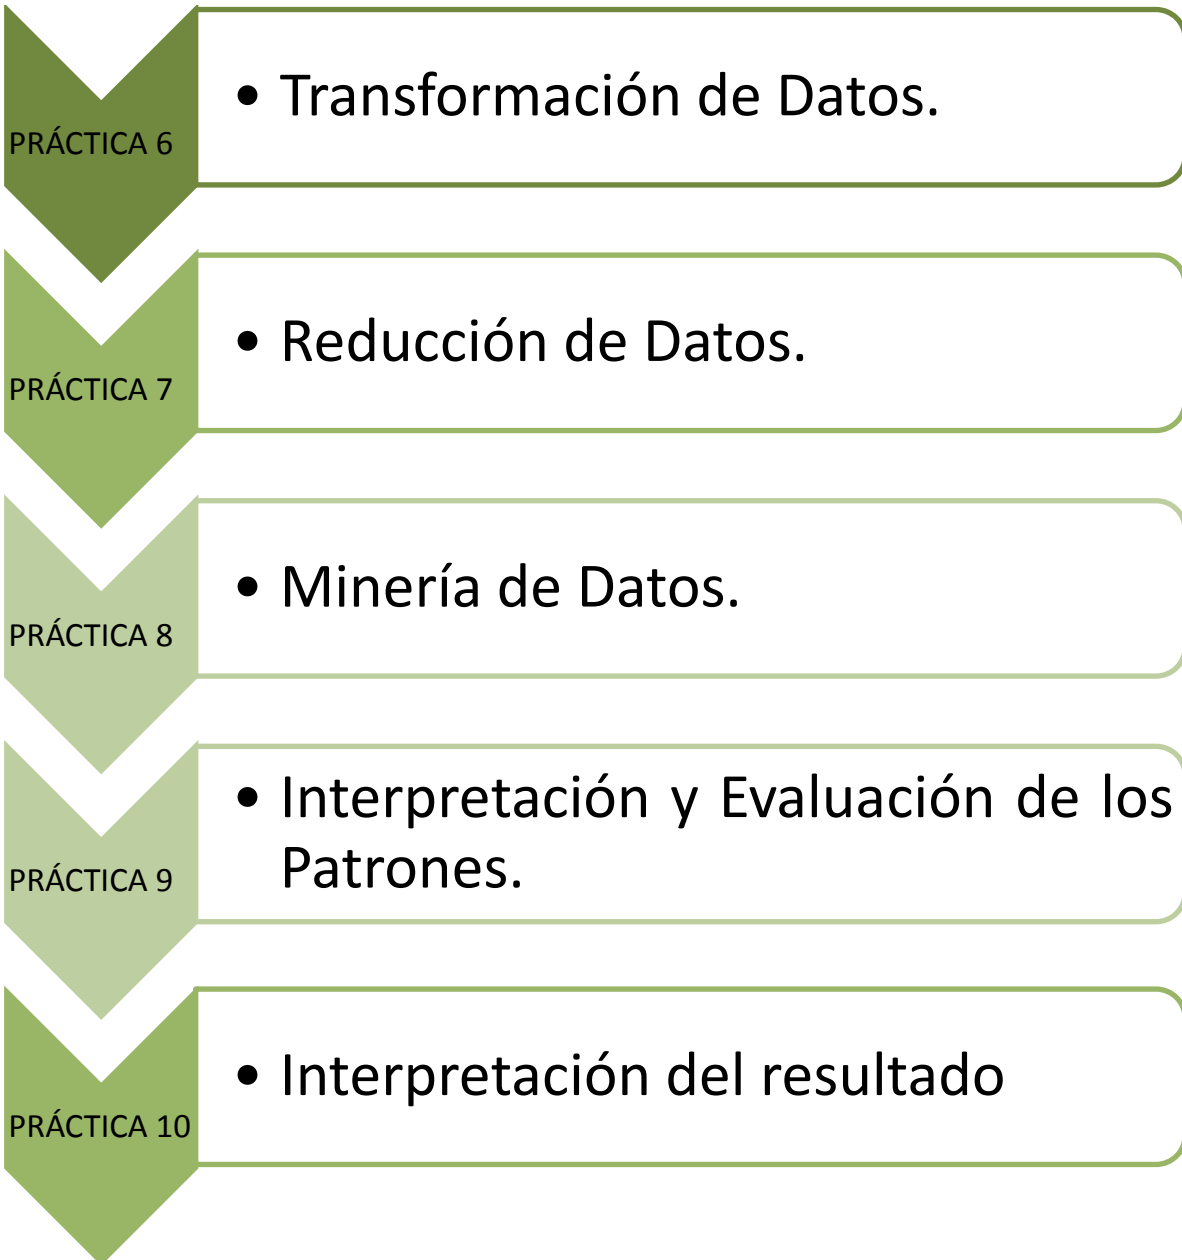 PRÁCTICA 6
• Transformación de Datos.
PRÁCTICA 7
• Reducción de Datos.
PRÁCTICA 8
• Minería de Datos.
PRÁCTICA 9
• Interpretación y Evaluación de los
Patrones.
PRÁCTICA 10
• Interpretación del resultado